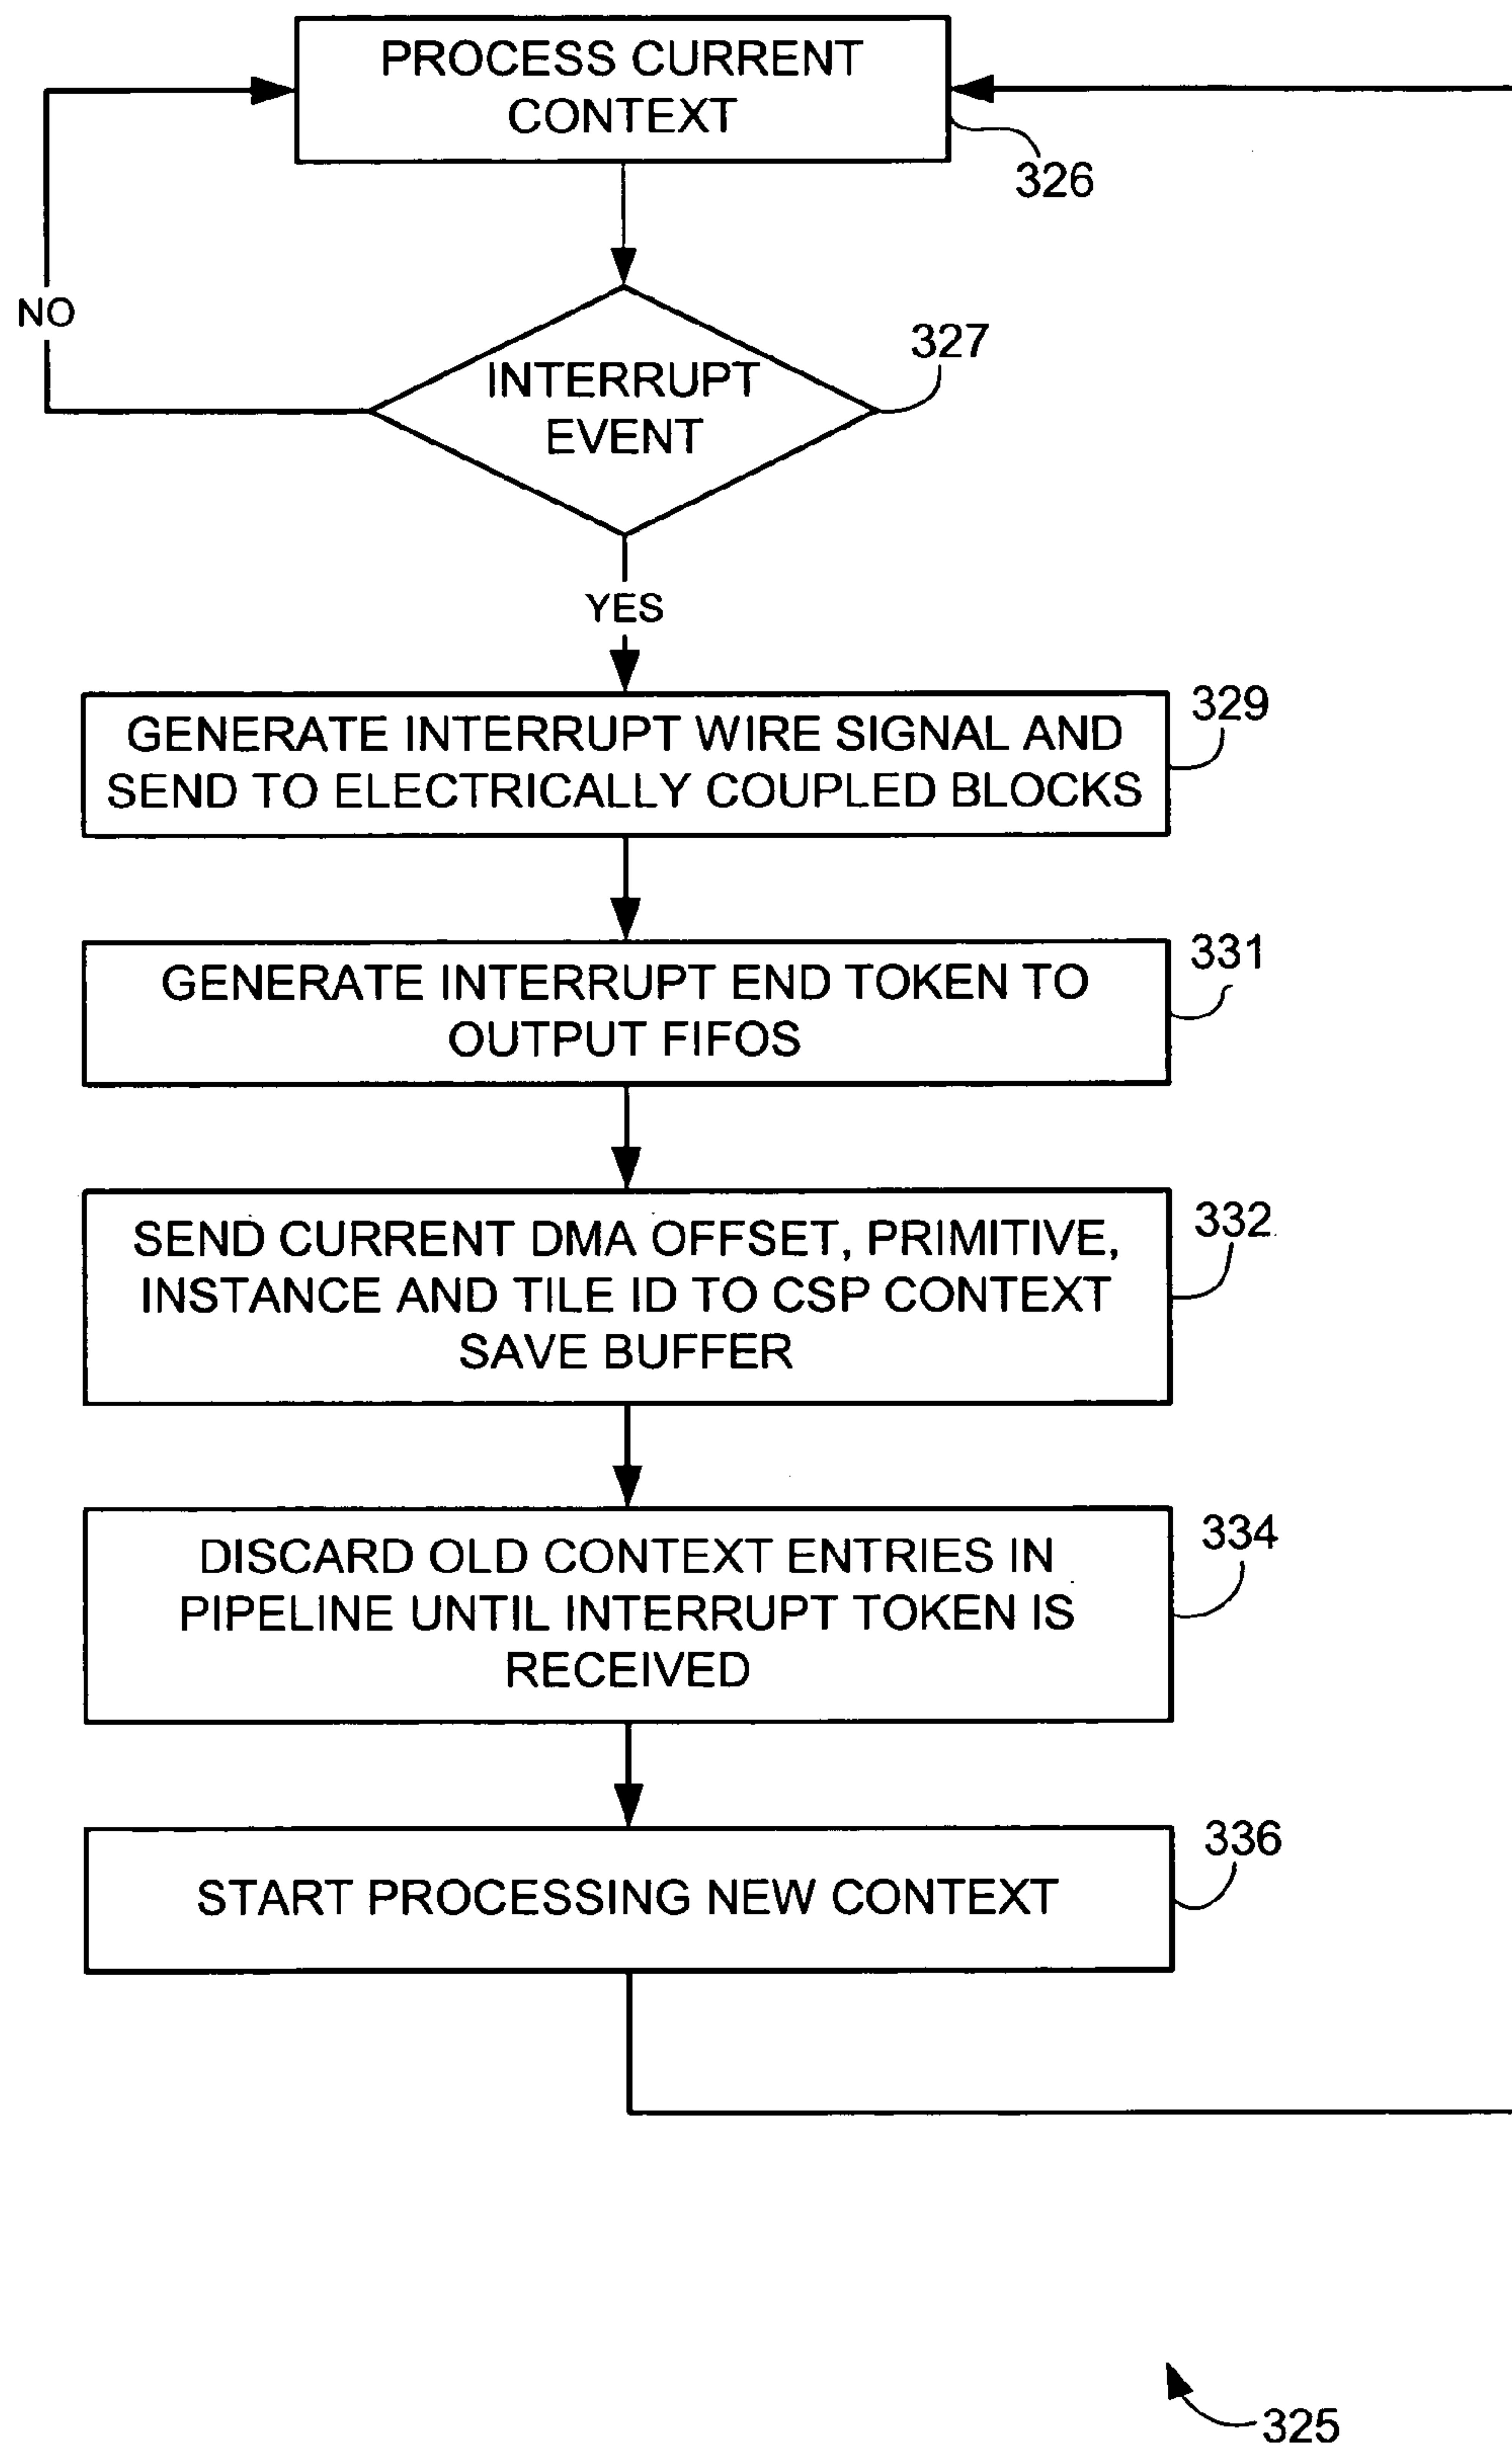 PROCESS CURRENT
CONTEXT
326
NO
327
INTERRUPT
EVENT
YES
329
GENERATE INTERRUPT WIRE SIGNAL AND
SEND TO ELECTRICALLY COUPLED BLOCKS
331
GENERATE INTERRUPT END TOKEN TO
OUTPUT FIFOS
332
SEND CURRENT DMA OFFSET, PRIMITIVE,
INSTANCE AND TILE ID TO CSP CONTEXT
SAVE BUFFER
334
DISCARD OLD CONTEXT ENTRIES IN
PIPELINE UNTIL INTERRUPT TOKEN IS
RECEIVED
336
START PROCESSING NEW CONTEXT
325